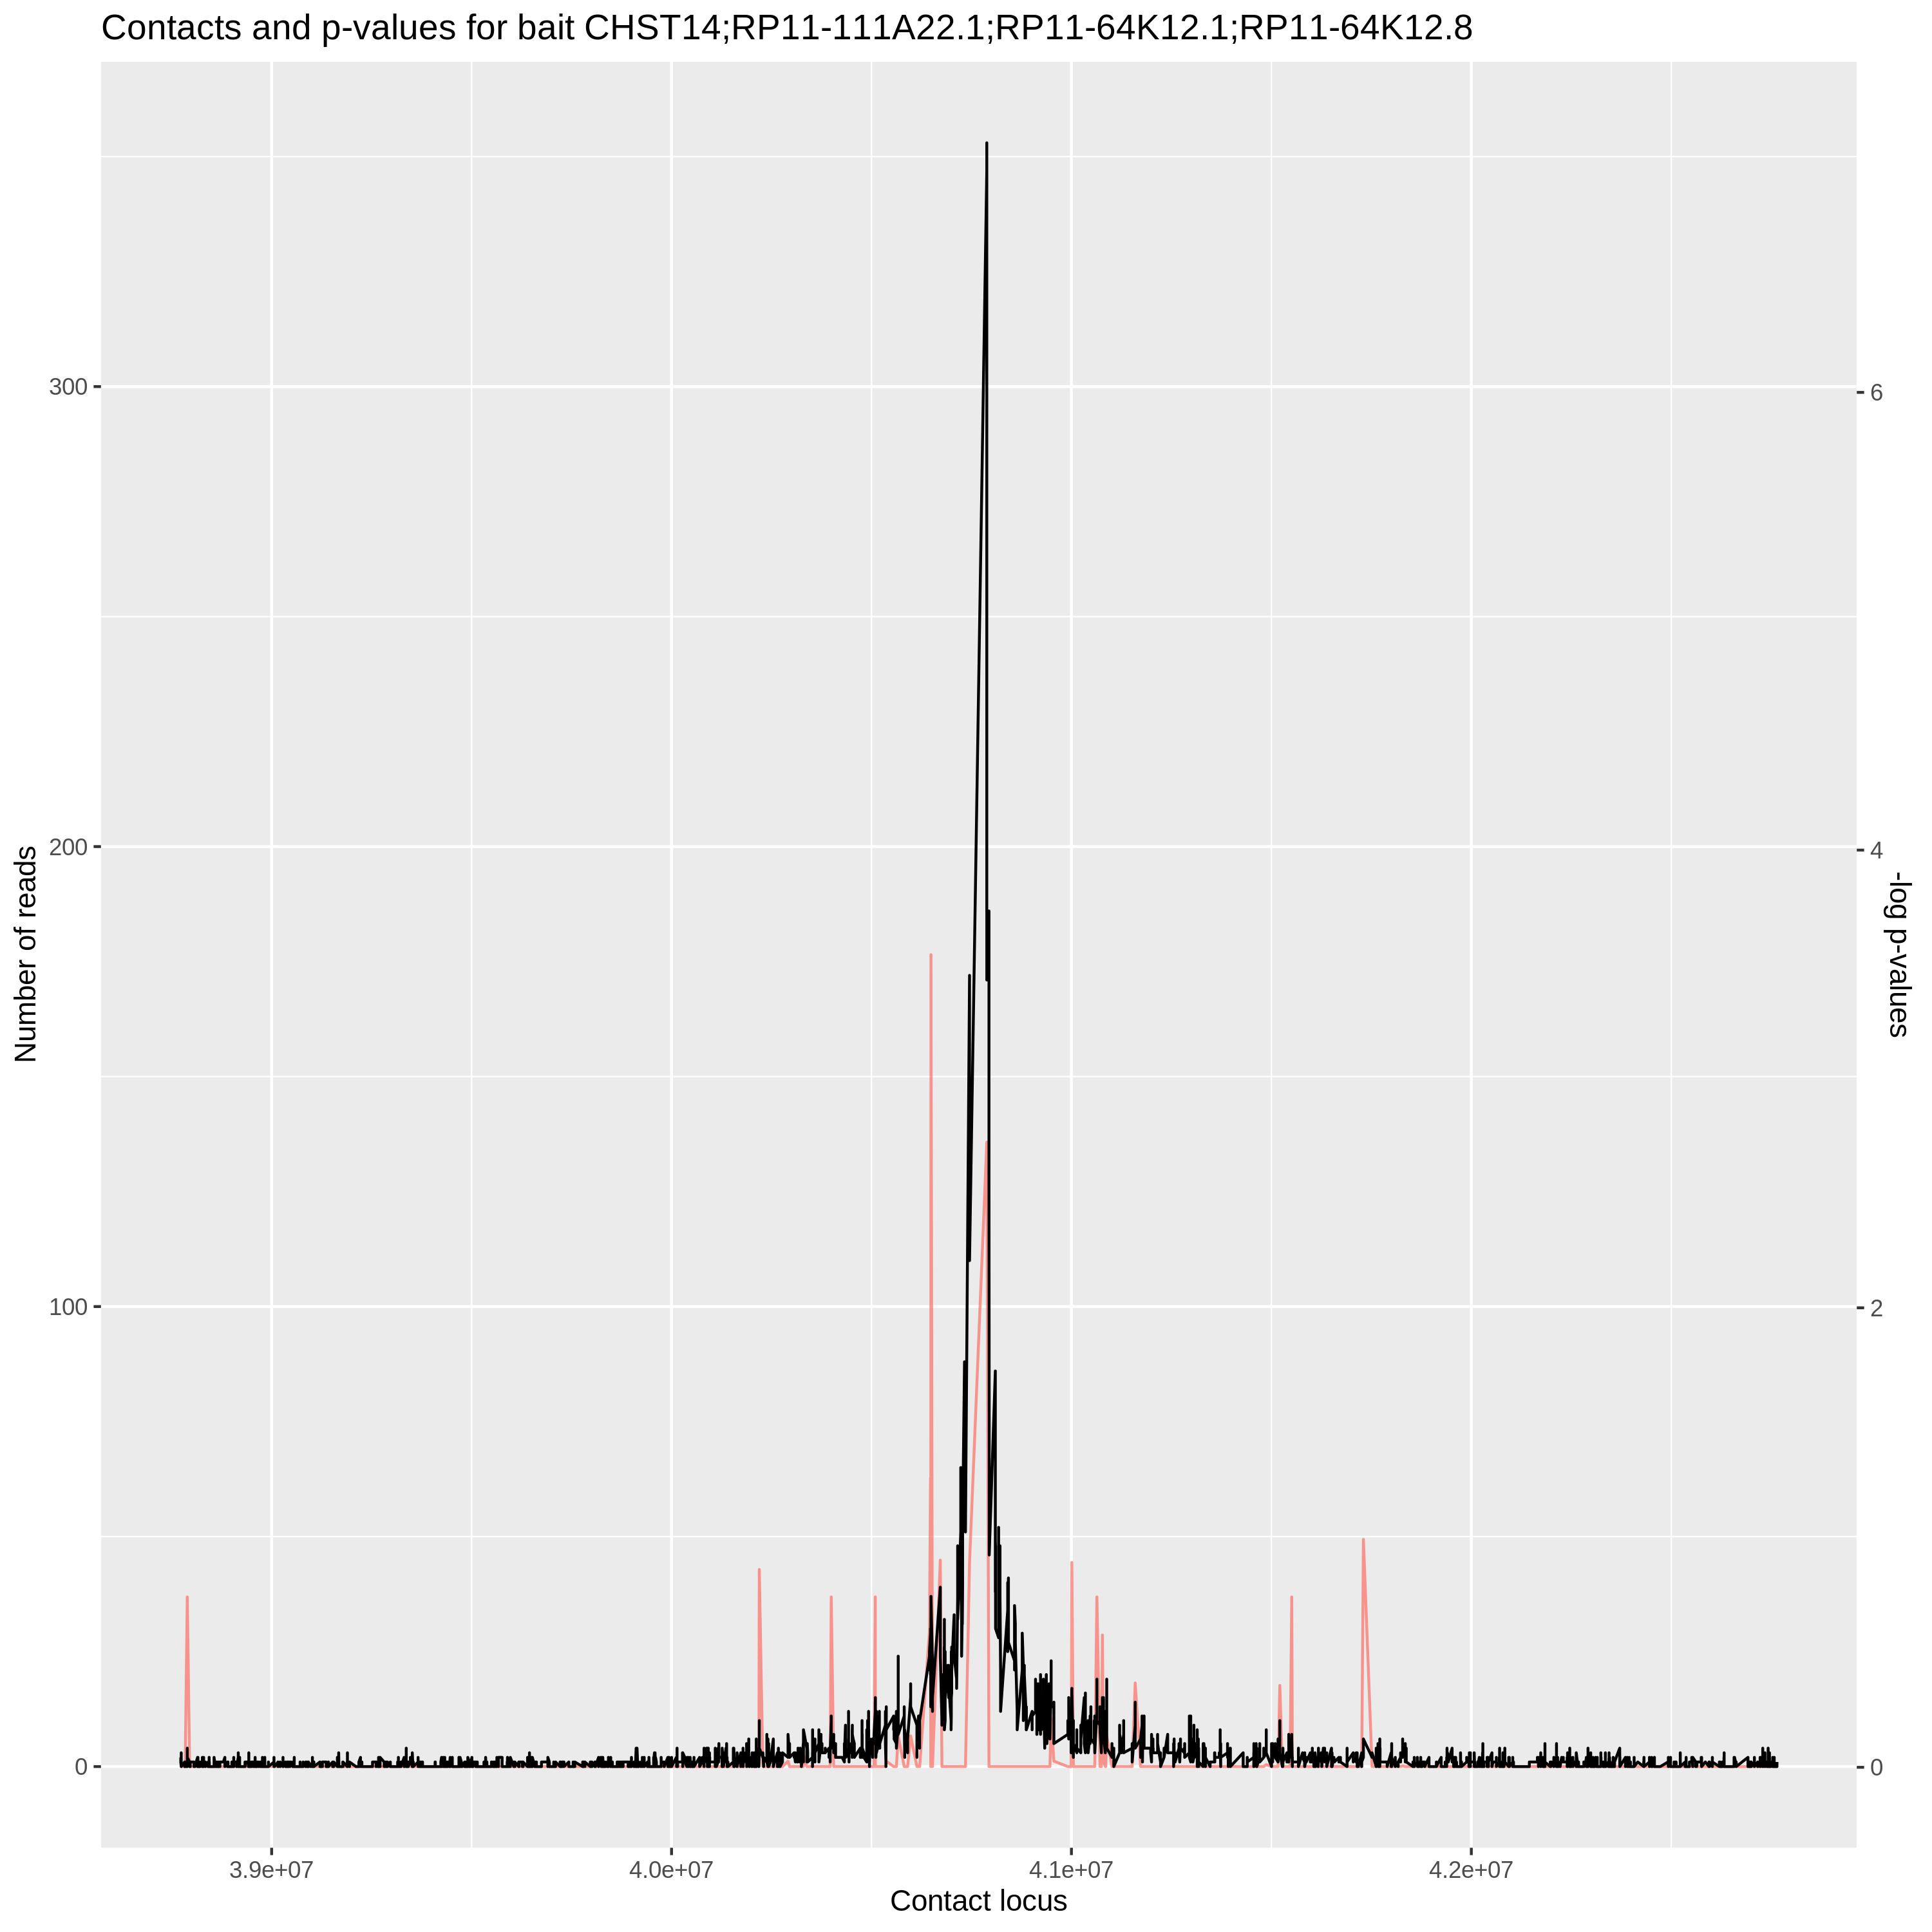 Contacts and p-values for bait CHST14;RP11-111A22.1;RP11-64K12.1;RP11-64K12.8
300
200
100
0
Number of reads
6
4
2
0
-log p-values
3.9e+07
4.0e+07
4.1e+07
4.2e+07
Contact locus